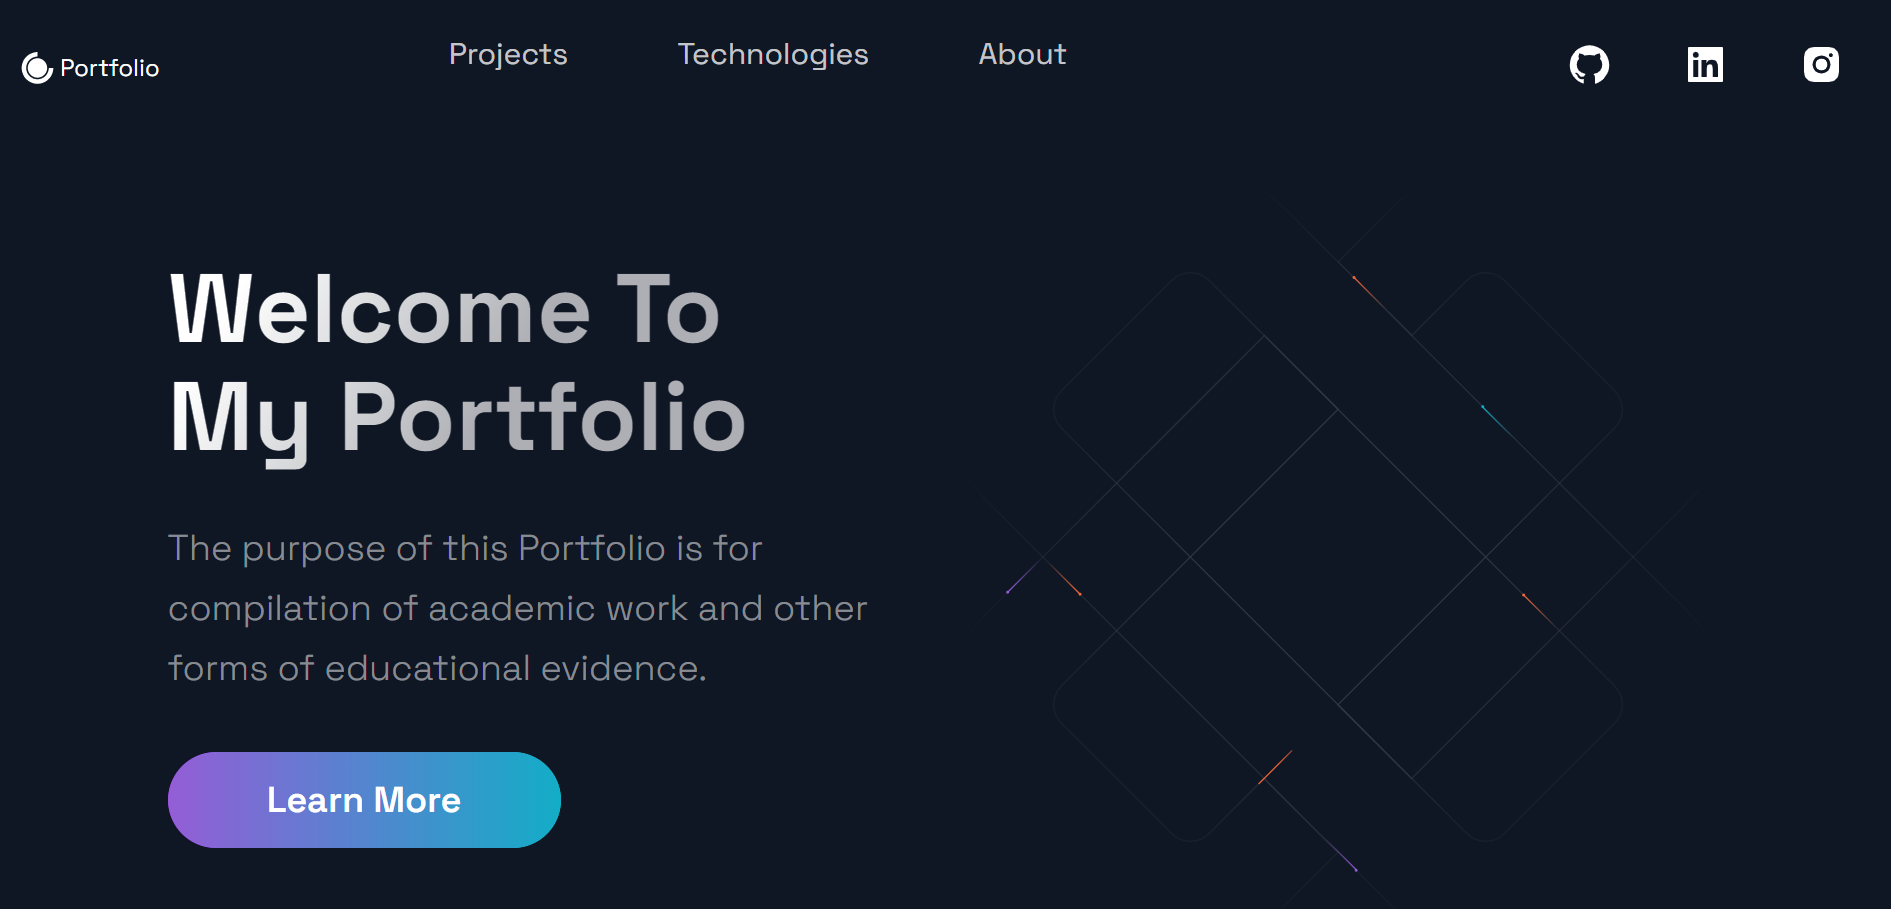 Portfolio
Projects
Technologies
About
Welcome To
My Portfolio
The purpose of this Portfolio is for
compilation of academic work and other
forms of educational evidence.
Learn More